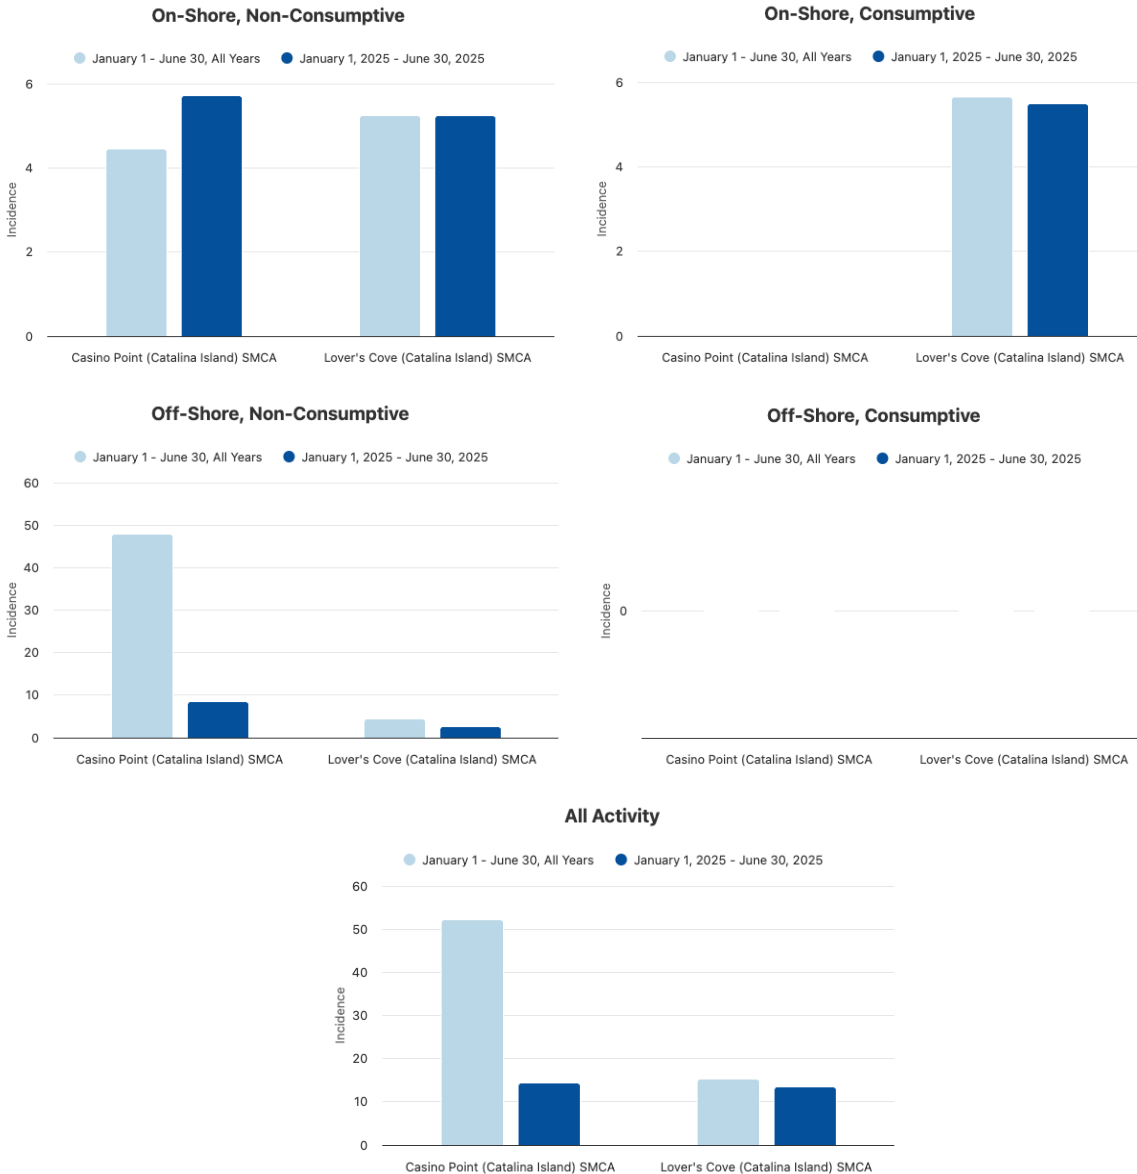 On-Shore, Non-Consumptive
January 1 - June 30, All Years
January 1, 2025 - June 30, 2025
6
4
2
0
Incidence
Casino Point (Catalina Island) SMCA
Lover's Cove (Catalina Island) SMCA
On-Shore, Consumptive
January 1 - June 30, All Years
January 1, 2025 - June 30, 2025
6
4
2
0
Incidence
Casino Point (Catalina Island) SMCA
Lover's Cove (Catalina Island) SMCA
Off-Shore, Non-Consumptive
January 1 - June 30, All Years
January 1, 2025 - June 30, 2025
60
50
40
30
20
10
0
Incidence
Casino Point (Catalina Island) SMCA
Lover's Cove (Catalina Island) SMCA
Off-Shore, Consumptive
January 1 - June 30, All Years
January 1, 2025 - June 30, 2025
0
Incidence
Casino Point (Catalina Island) SMCA
Lover's Cove (Catalina Island) SMCA
All Activity
January 1 - June 30, All Years
January 1, 2025 - June 30, 2025
60
50
40
30
20
10
0
Incidence
Casino Point (Catalina Island) SMCA
Lover's Cove (Catalina Island) SMCA